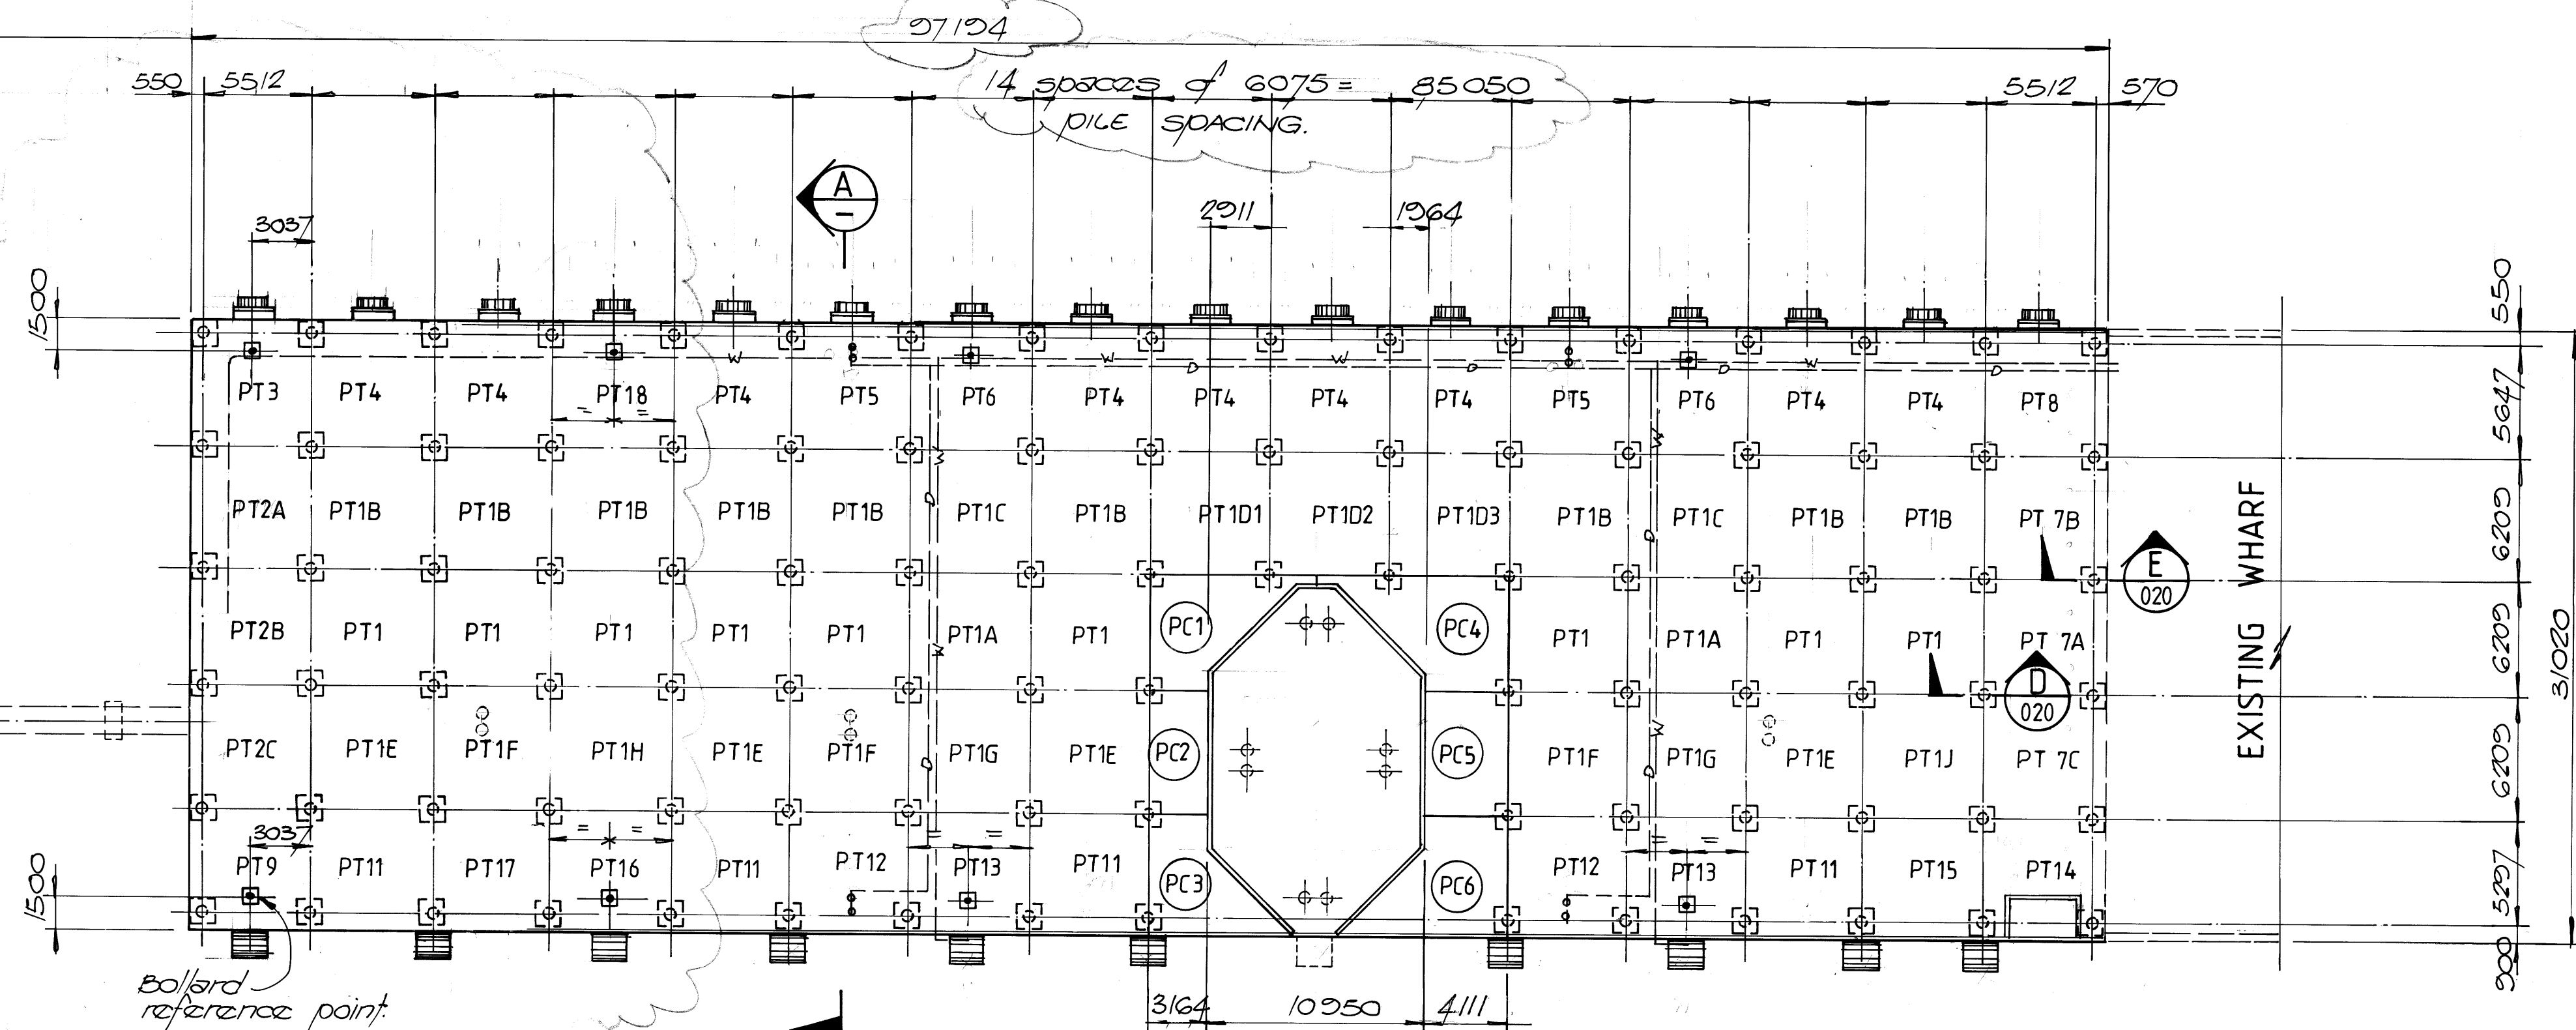 97194
14 spaces of 6075 = 85050
550 5512
5512 570
PILE SPACING.
A
–
2911 1964
3037
1500
550
PT3 PT4 PT4 PT18 PT4 PT5 PT6 PT4 PT4 PT4 PT4 PT5 PT6 PT4 PT4 PT8
W W W W
D D D D
= =
5647
W W
D D
PT2A PT1B PT1B PT1B PT1B PT1B PT1C PT1B PT1D1 PT1D2 PT1D3 PT1B PT1C PT1B PT1B PT 7B
6209
E
020
EXISTING WHARF
PT2B PT1 PT1 PT1 PT1 PT1 PT1A PT1 PC1 PC4 PT1 PT1A PT1 PT1 PT 7A
W
6209
31020
D
020
PT2C PT1E PT1F PT1H PT1E PT1F PT1G PT1E PC2 PC5 PT1F PT1G PT1E PT1J PT 7C
W
D D
6209
3037
= = = = = =
PT9 PT11 PT17 PT16 PT11 PT12 PT13 PT11 PC3 PC6 PT12 PT13 PT11 PT15 PT14
1500
5297
900
Bollard
reference point.
3164 10950 4111